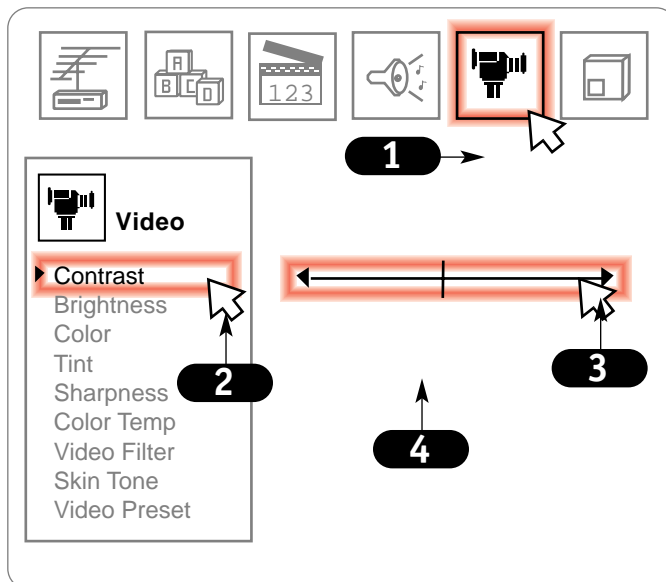 A
B C D
123
1
Video
Contrast
Brightness
Color
Tint
Sharpness
Color Temp
Video Filter
Skin Tone
Video Preset
2
3
4